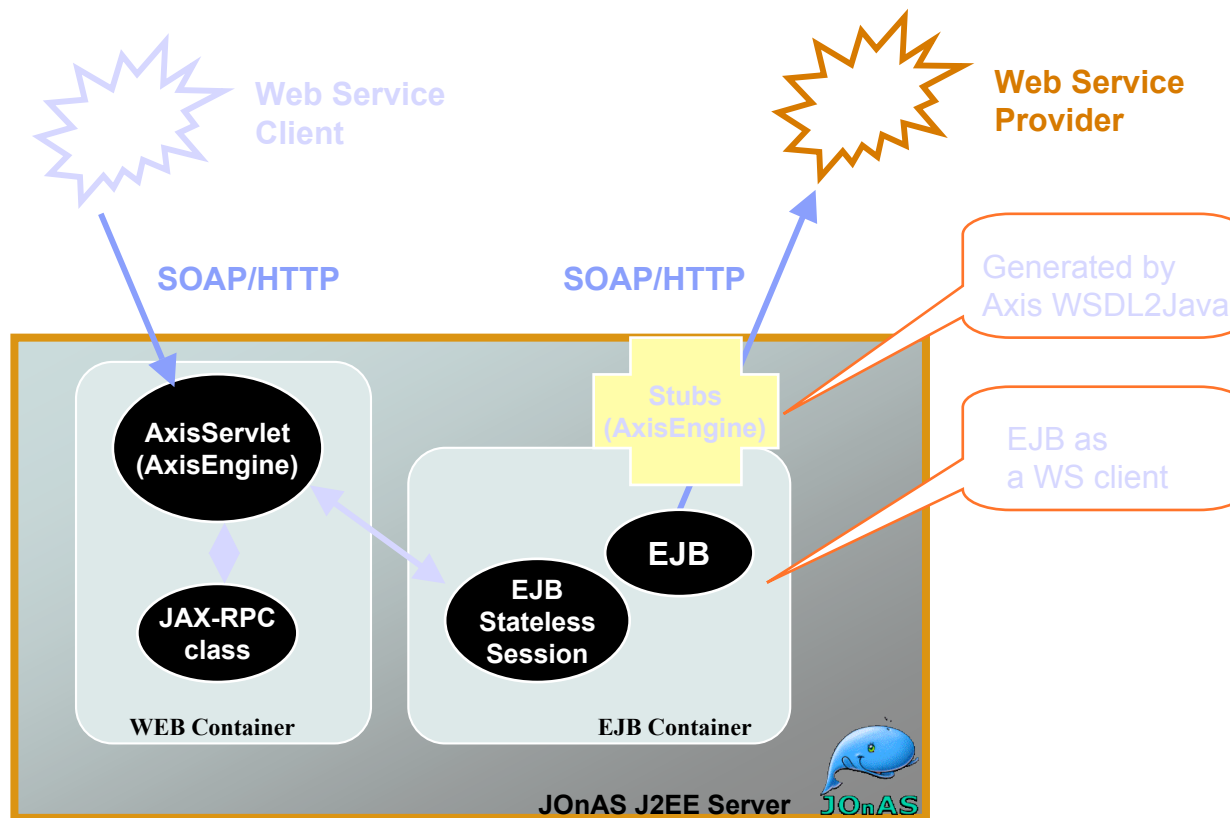 Web Service
Client
Web Service
Provider
SOAP/HTTP
SOAP/HTTP
Generated by
Axis WSDL2Java
Stubs
(AxisEngine)
AxisServlet
(AxisEngine)
EJB as
a WS client
EJB
EJB
Stateless
Session
JAX-RPC
class
WEB Container
EJB Container
JOnAS J2EE Server
JOnAS